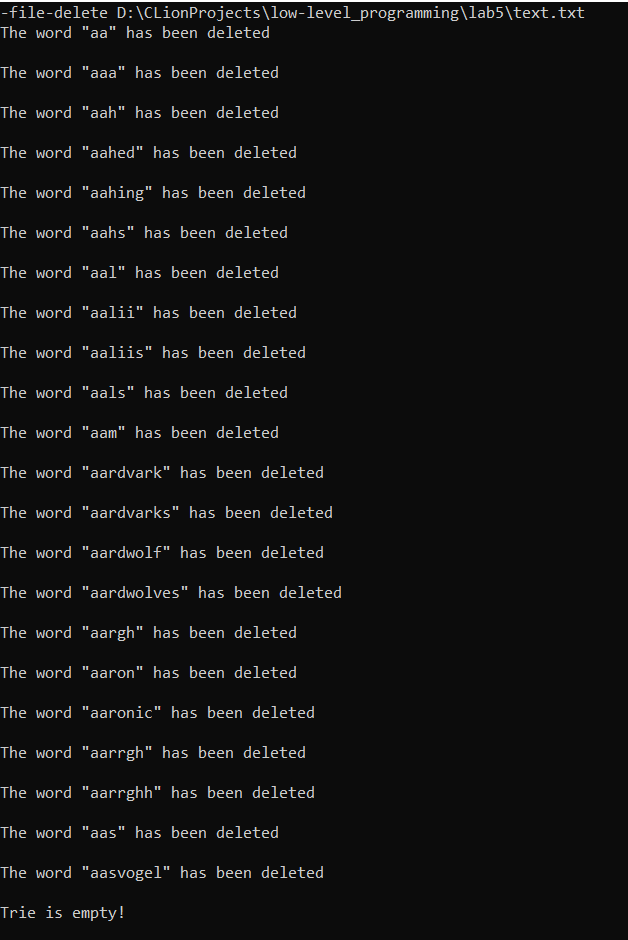 -file-delete D:\CLionProjects\low-level_programming\lab5\text.txt
The word "aa" has been deleted
The word "aaa" has been deleted
The word "aah" has been deleted
The word "aahed" has been deleted
The word "aahing" has been deleted
The word "aahs" has been deleted
The word "aal" has been deleted
The word "aalii" has been deleted
The word "aaliis" has been deleted
The word "aals" has been deleted
The word "aam" has been deleted
The word "aardvark" has been deleted
The word "aardvarks" has been deleted
The word "aardwolf" has been deleted
The word "aardwolves" has been deleted
The word "aargh" has been deleted
The word "aaron" has been deleted
The word "aaronic" has been deleted
The word "aarrgh" has been deleted
The word "aarrghh" has been deleted
The word "aas" has been deleted
The word "aasvogel" has been deleted
Trie is empty!